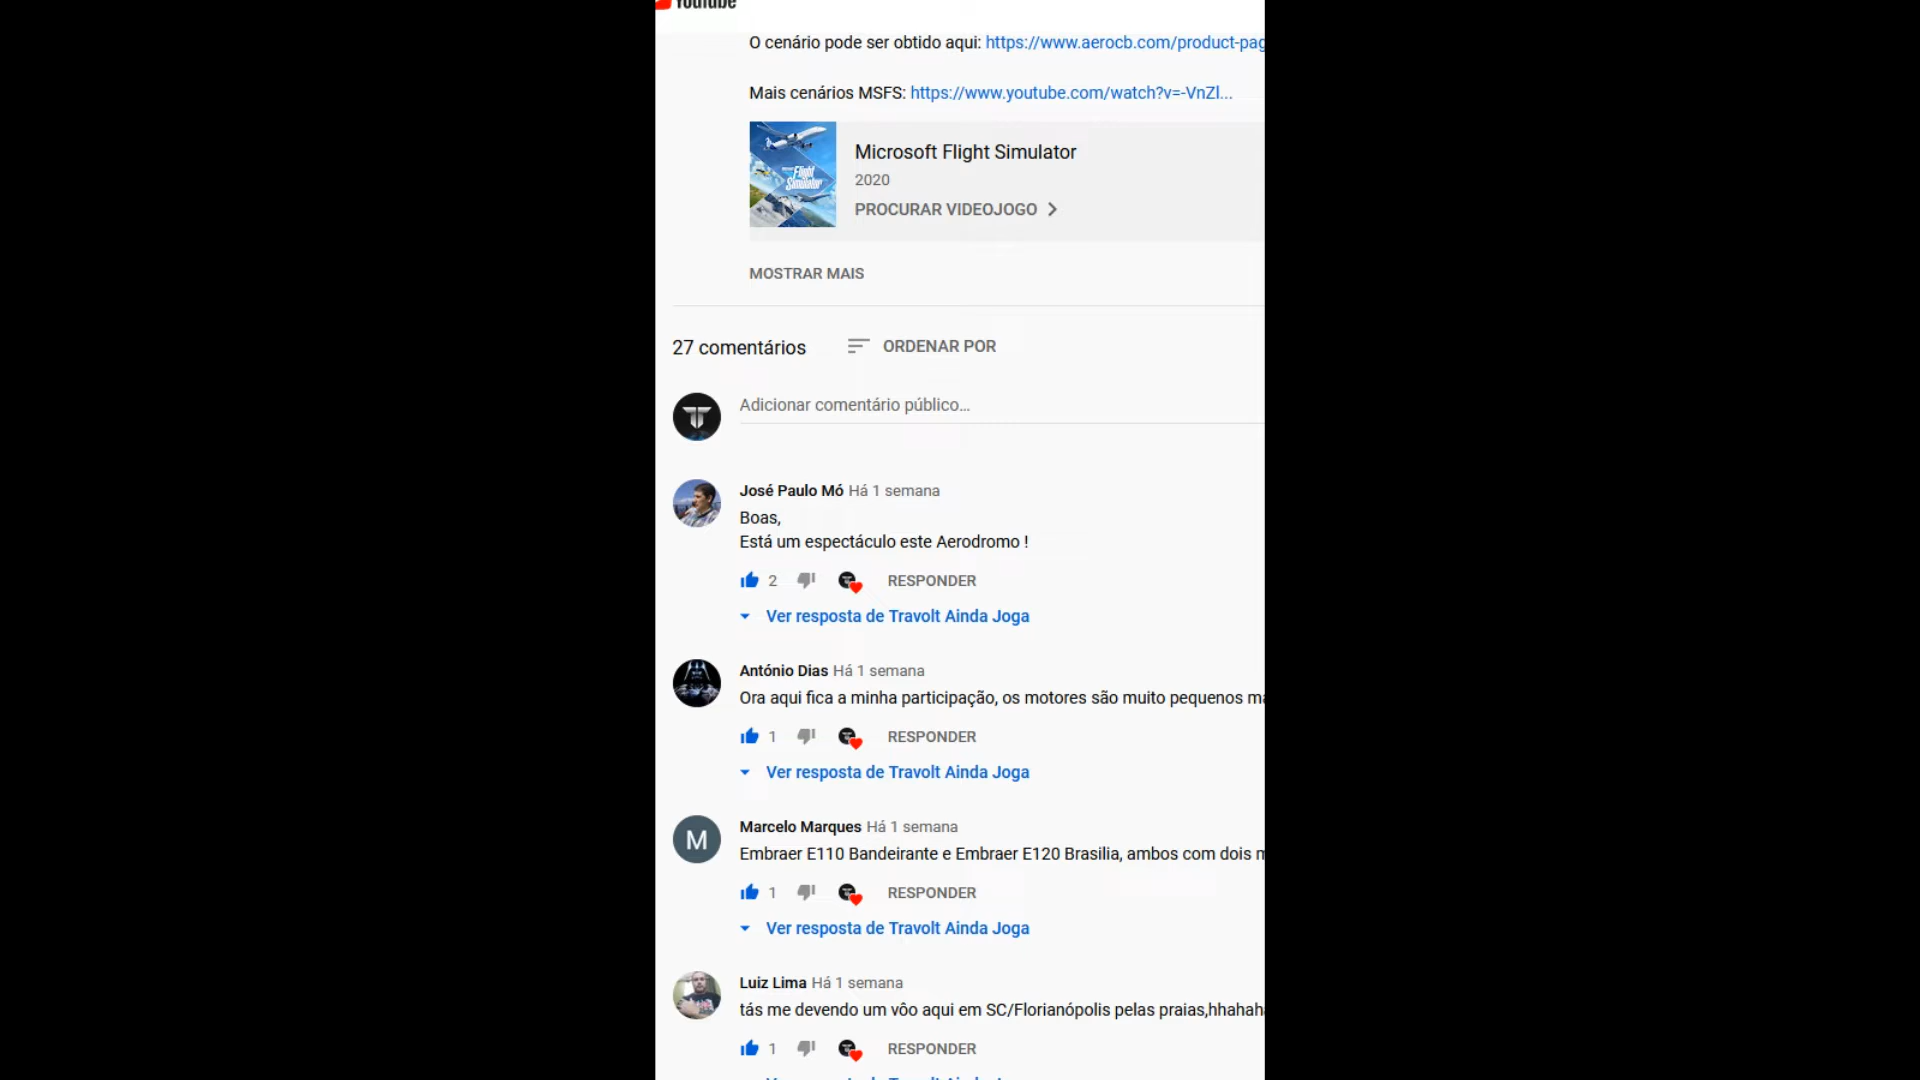 YouTube
O cenário pode ser obtido aqui: https://www.aerocb.com/product-pag
Mais cenários MSFS: https://www.youtube.com/watch?v=-VnZl...
Flight
Simulator
Microsoft Flight Simulator
2020
PROCURAR VIDEOJOGO
MOSTRAR MAIS
27 comentários ORDENAR POR
Adicionar comentário público...
José Paulo Mó Há 1 semana
Boas,
Está um espectáculo este Aerodromo !
2 RESPONDER
Ver resposta de Travolt Ainda Joga
António Dias Há 1 semana
Ora aqui fica a minha participação, os motores são muito pequenos ma
1 RESPONDER
Ver resposta de Travolt Ainda Joga
M
Marcelo Marques Há 1 semana
Embraer E110 Bandeirante e Embraer E120 Brasilia, ambos com dois m
1 RESPONDER
Ver resposta de Travolt Ainda Joga
Luiz Lima Há 1 semana
tás me devendo um vôo aqui em SC/Florianópolis pelas praias,hhahah
1 RESPONDER